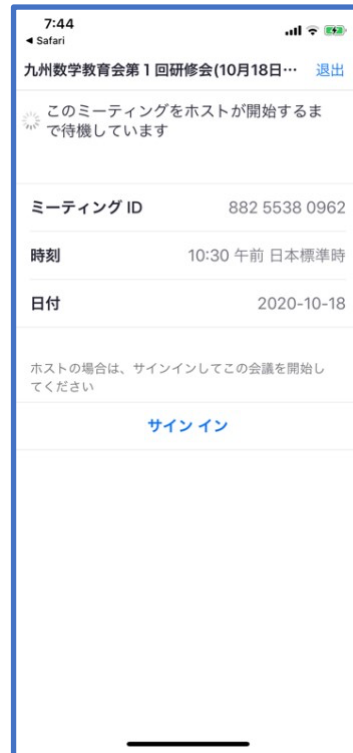 7:44
◀ Safari
九州数学教育会第1回研修会(10月18日… 退出
このミーティングをホストが開始するま
で待機しています
ミーティング ID 882 5538 0962
時刻 10:30 午前 日本標準時
日付 2020-10-18
ホストの場合は、サインインしてこの会議を開始し
てください
サイン イン